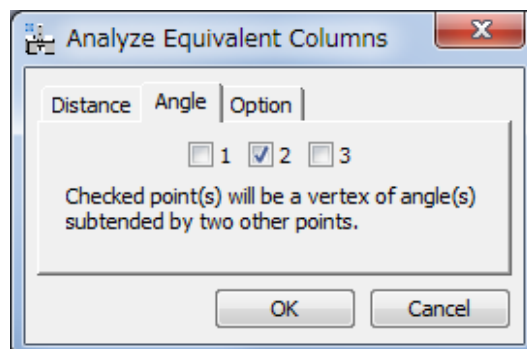 Analyze Equivalent Columns
Distance Angle Option
1 2 3
Checked point(s) will be a vertex of angle(s)
subtended by two other points.
OK Cancel